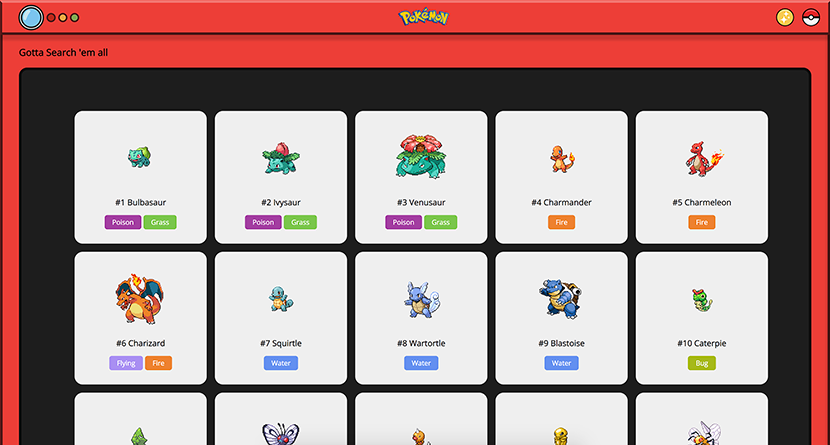 POKéMON
Gotta Search 'em all
#1 Bulbasaur
Poison Grass
#2 Ivysaur
Poison Grass
#3 Venusaur
Poison Grass
#4 Charmander
Fire
#5 Charmeleon
Fire
#6 Charizard
Flying Fire
#7 Squirtle
Water
#8 Wartortle
Water
#9 Blastoise
Water
#10 Caterpie
Bug